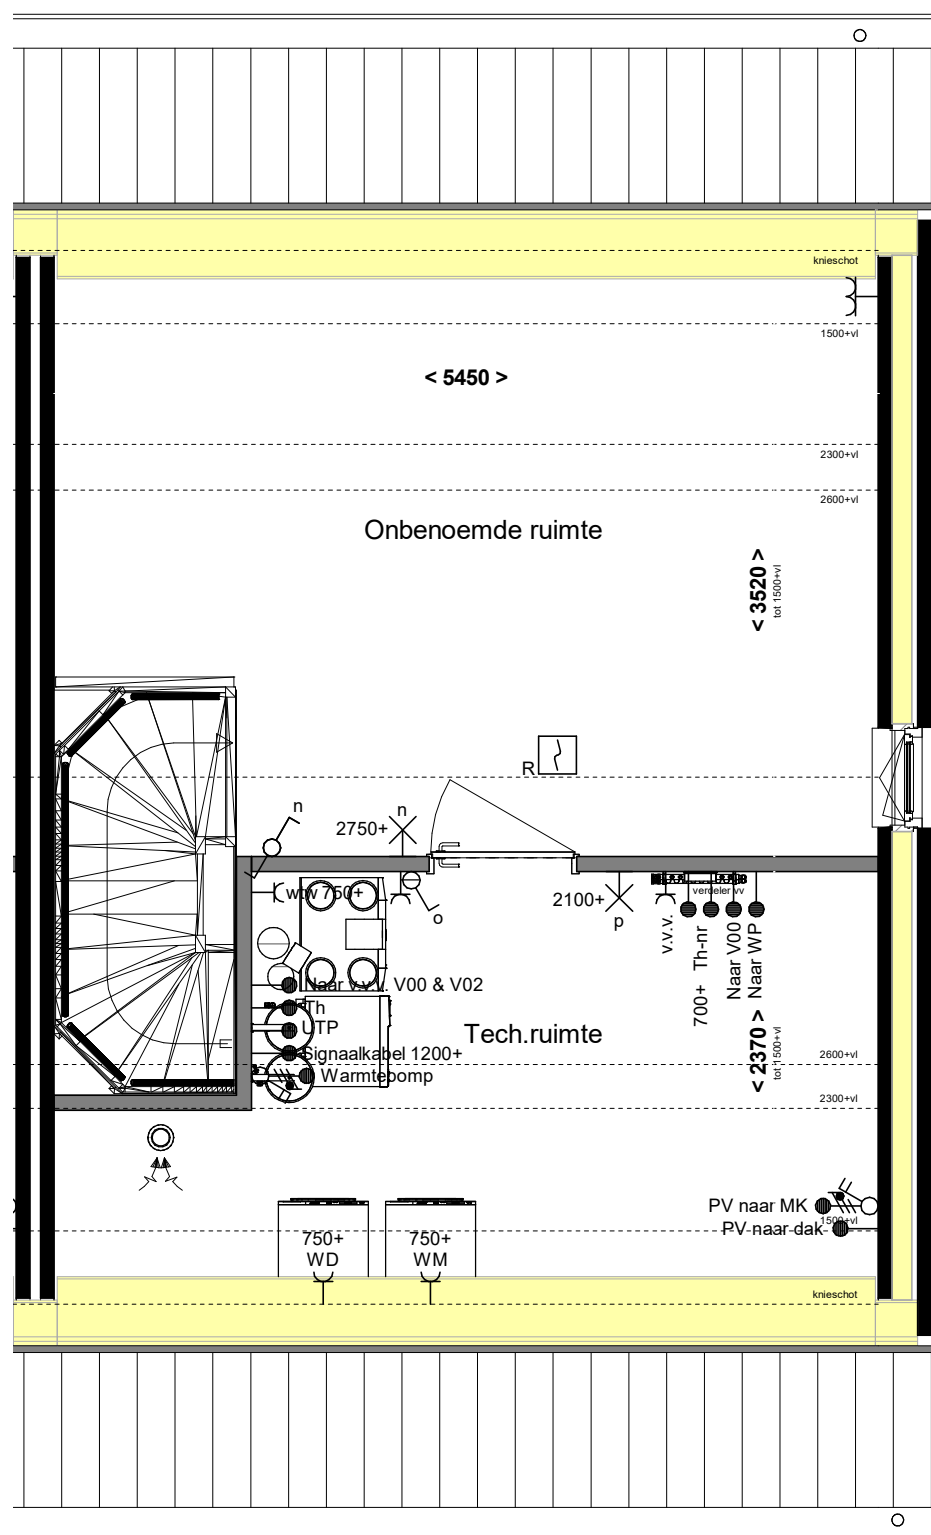 knieschot
1500+vl
< 5450 >
2300+vl
2600+vl
Onbenoemde ruimte
< 3520 >
tot 1500+vl
R
n
n
2750+
wtw 750+
o
2100+
p
verdeler vv
v.v.v.
700+ Th-nr
Naar V00
Naar WP
Naar v.v.v. V00 & V02
Th
UTP
Signaalkabel 1200+
Warmtepomp
Tech.ruimte
< 2370 >
tot 1500+vl
2600+vl
2300+vl
E
PV naar MK
1500+vl
PV naar dak
750+
WD
750+
WM
knieschot